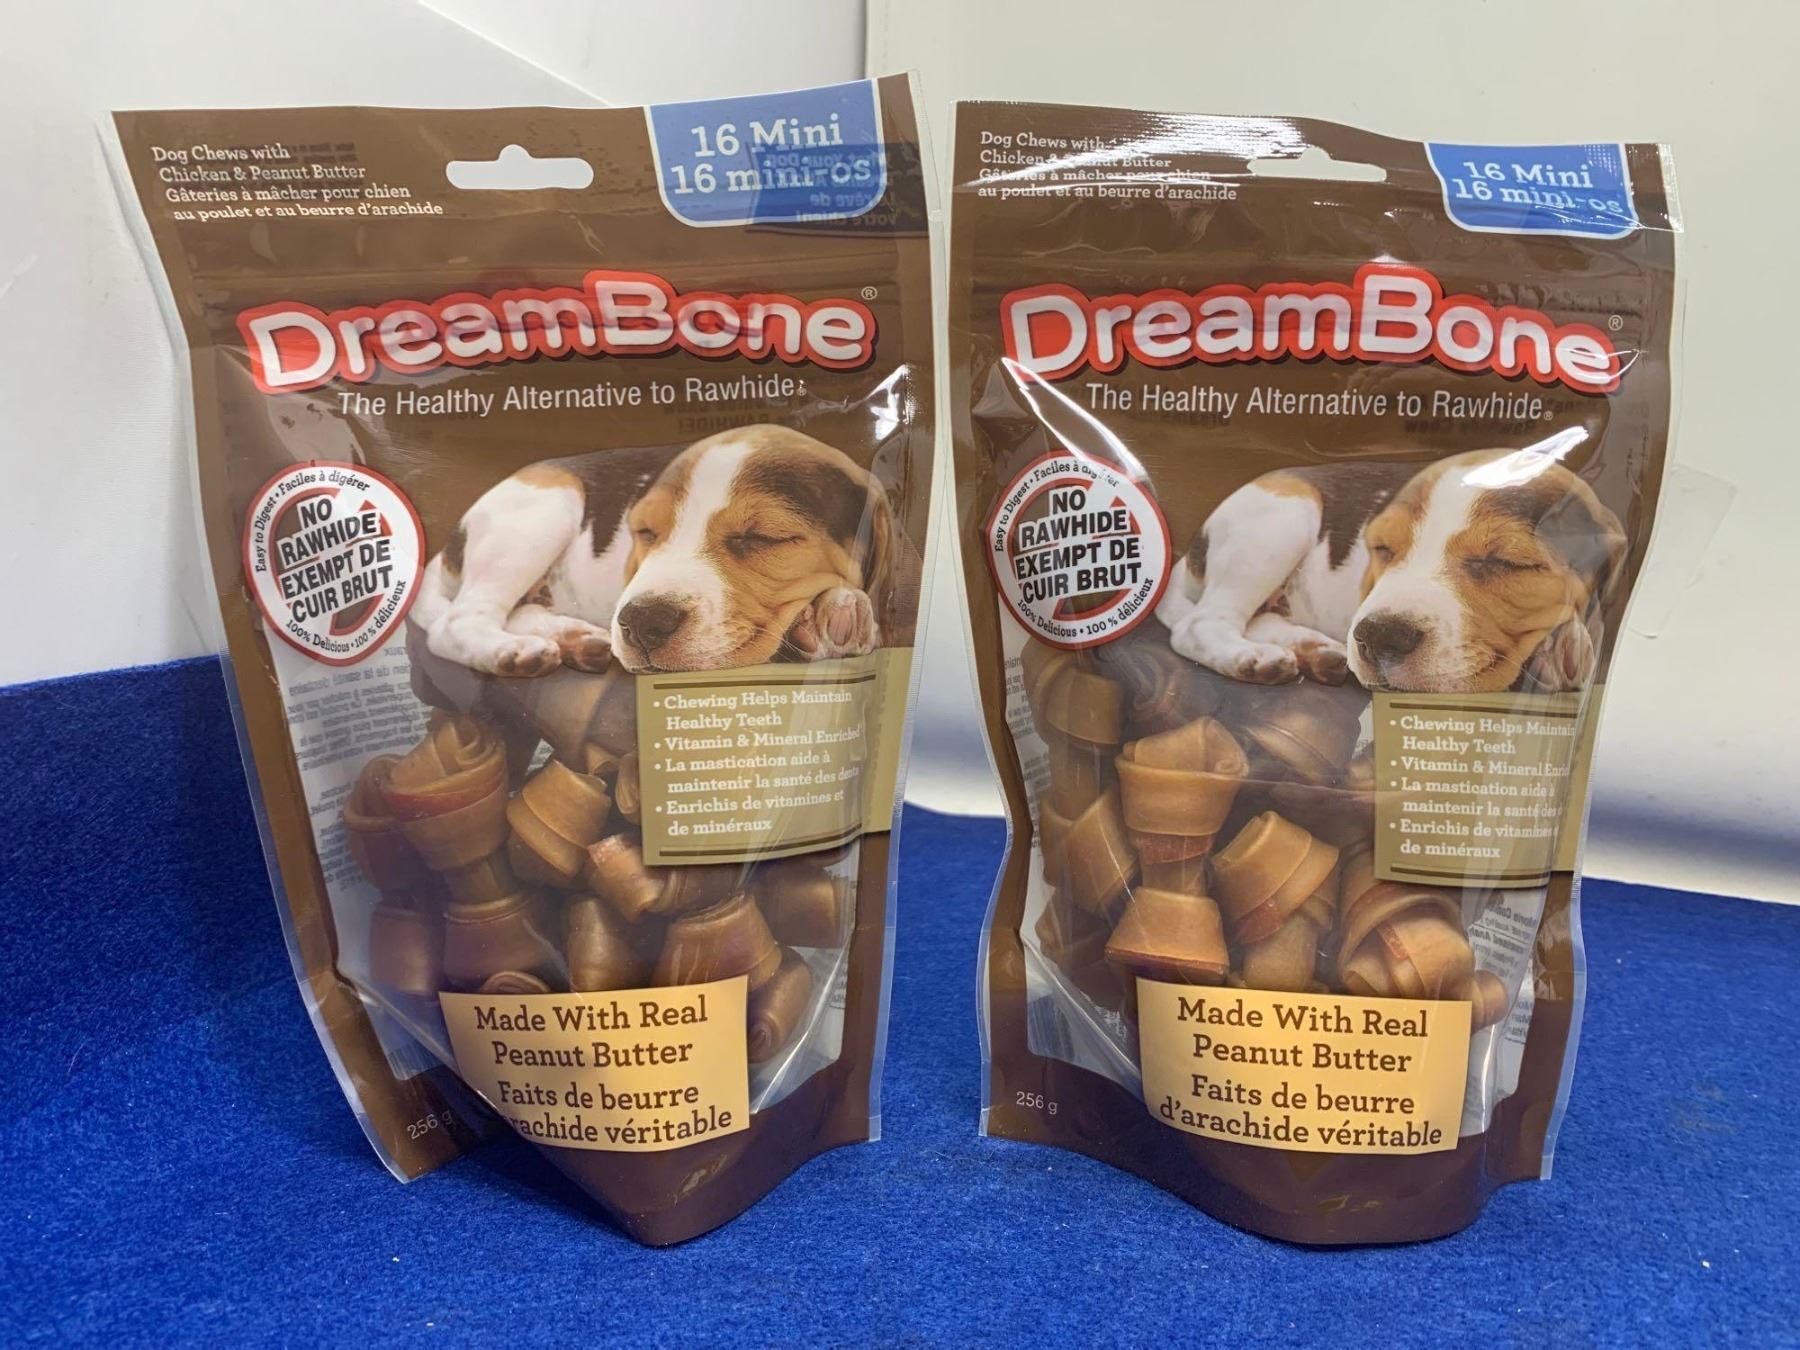 Dog Chews with
Chicken & Peanut Butter
Gâteries à mâcher pour chien
au poulet et au beurre d'arachide
16 Mini
16 mini-os
DreamBone®
The Healthy Alternative to Rawhide®
Easy to Digest • Faciles à digérer
NO
RAWHIDE
EXEMPT DE
CUIR BRUT
100% Delicious • 100 % délicieux
• Chewing Helps Maintain
Healthy Teeth
• Vitamin & Mineral Enriched
• La mastication aide à
maintenir la santé des dents
• Enrichis de vitamines et
de minéraux
Made With Real
Peanut Butter
Faits de beurre
rachide véritable
256 g
Dog Chews with
Chicken & Peanut Butter
Gâteries à mâcher pour chien
au poulet et au beurre d'arachide
16 Mini
16 mini-os
DreamBone®
The Healthy Alternative to Rawhide®
Easy to Digest • Faciles à digérer
NO
RAWHIDE
EXEMPT DE
CUIR BRUT
100% Delicious • 100 % délicieux
• Chewing Helps Maintain
Healthy Teeth
• Vitamin & Mineral Enric
• La mastication aide à
maintenir la santé des
• Enrichis de vitamines
de minéraux
Made With Real
Peanut Butter
Faits de beurre
d'arachide véritable
256 g